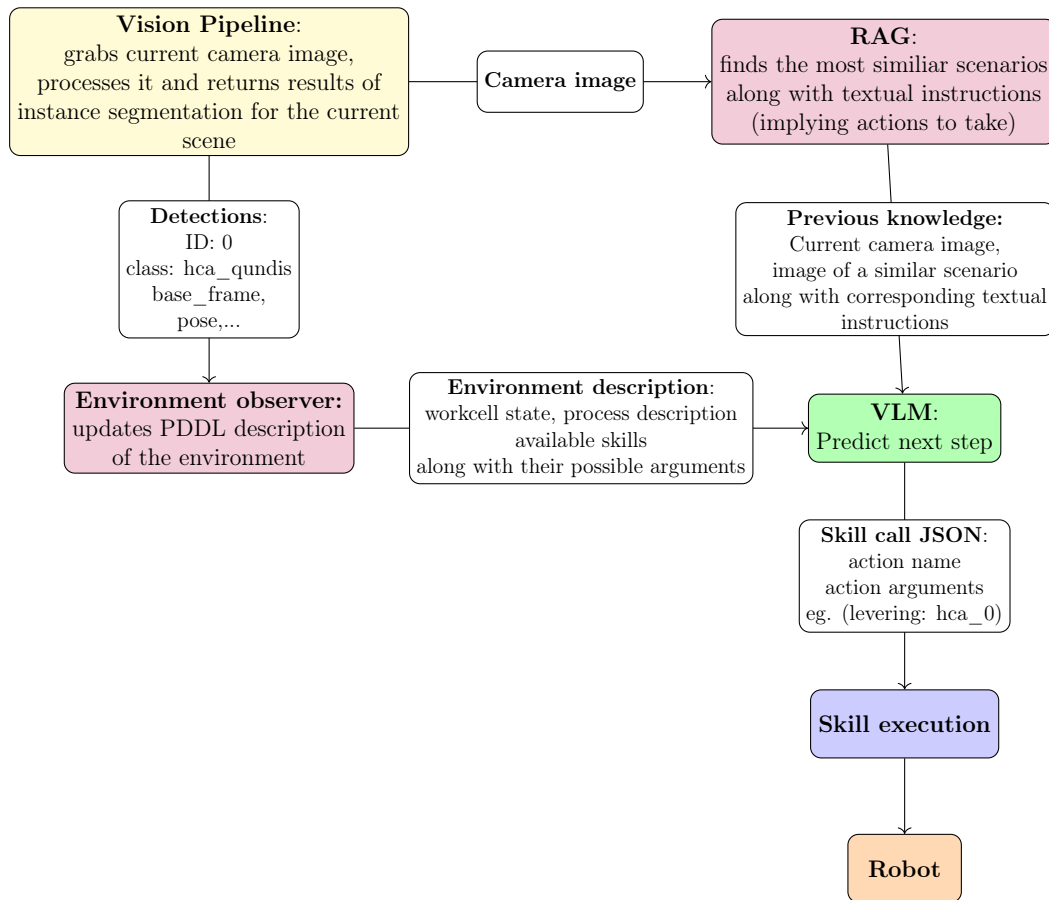 Vision Pipeline:
grabs current camera image,
processes it and returns results of
instance segmentation for the current
scene
Camera image
RAG:
finds the most similiar scenarios
along with textual instructions
(implying actions to take)
Detections:
ID: 0
class: hca_qundis
base_frame,
pose,...
Previous knowledge:
Current camera image,
image of a similar scenario
along with corresponding textual
instructions
Environment observer:
updates PDDL description
of the environment
Environment description:
workcell state, process description
available skills
along with their possible arguments
VLM:
Predict next step
Skill call JSON:
action name
action arguments
eg. (levering: hca_0)
Skill execution
Robot